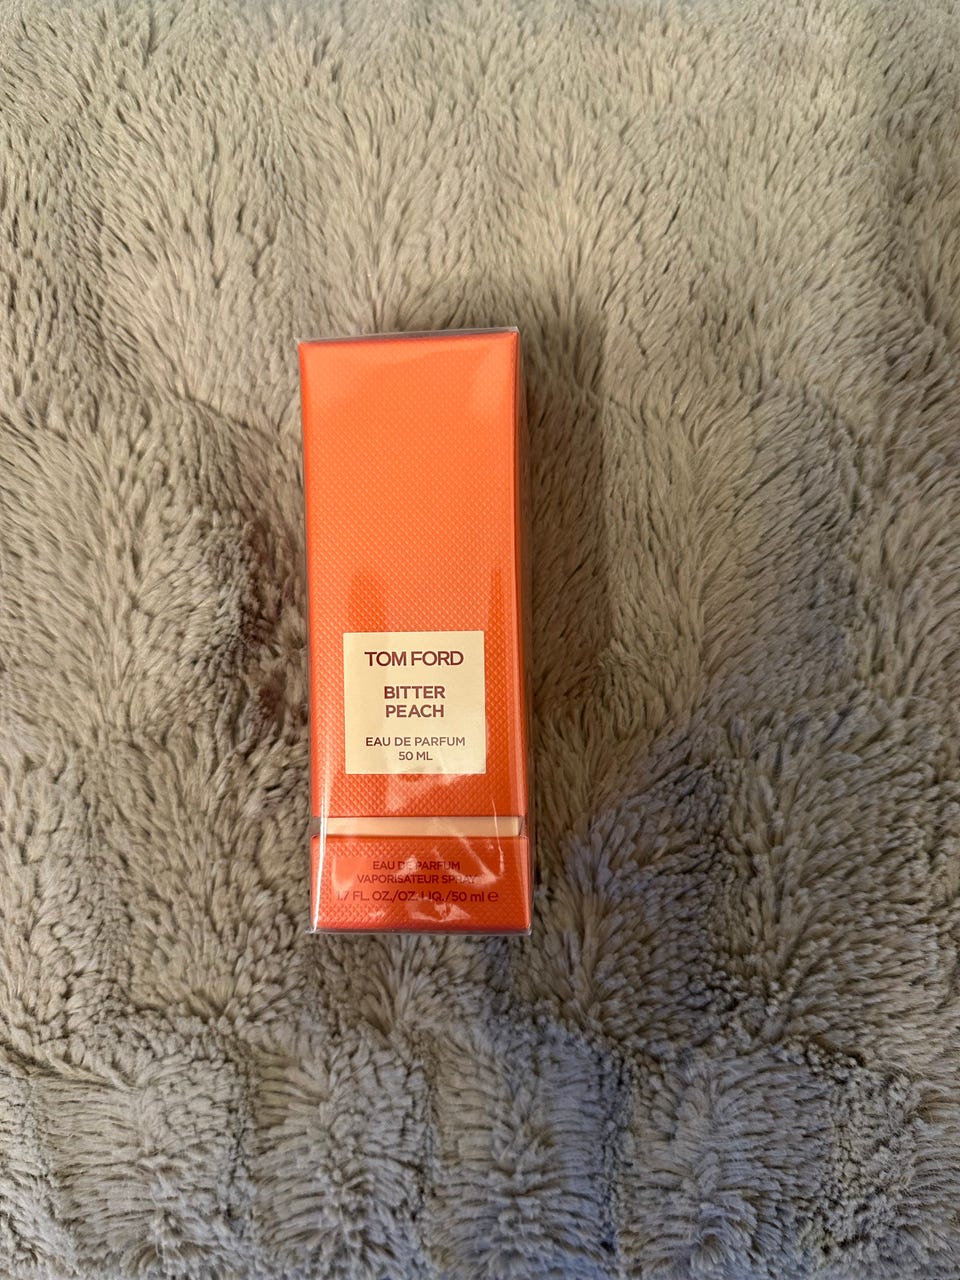 TOM FORD
BITTER
PEACH
EAU DE PARFUM
50 ML
EAU DE PARFUM
VAPORISATEUR SPRAY
1.7 FL. OZ./OZ. LIQ./50 ml e